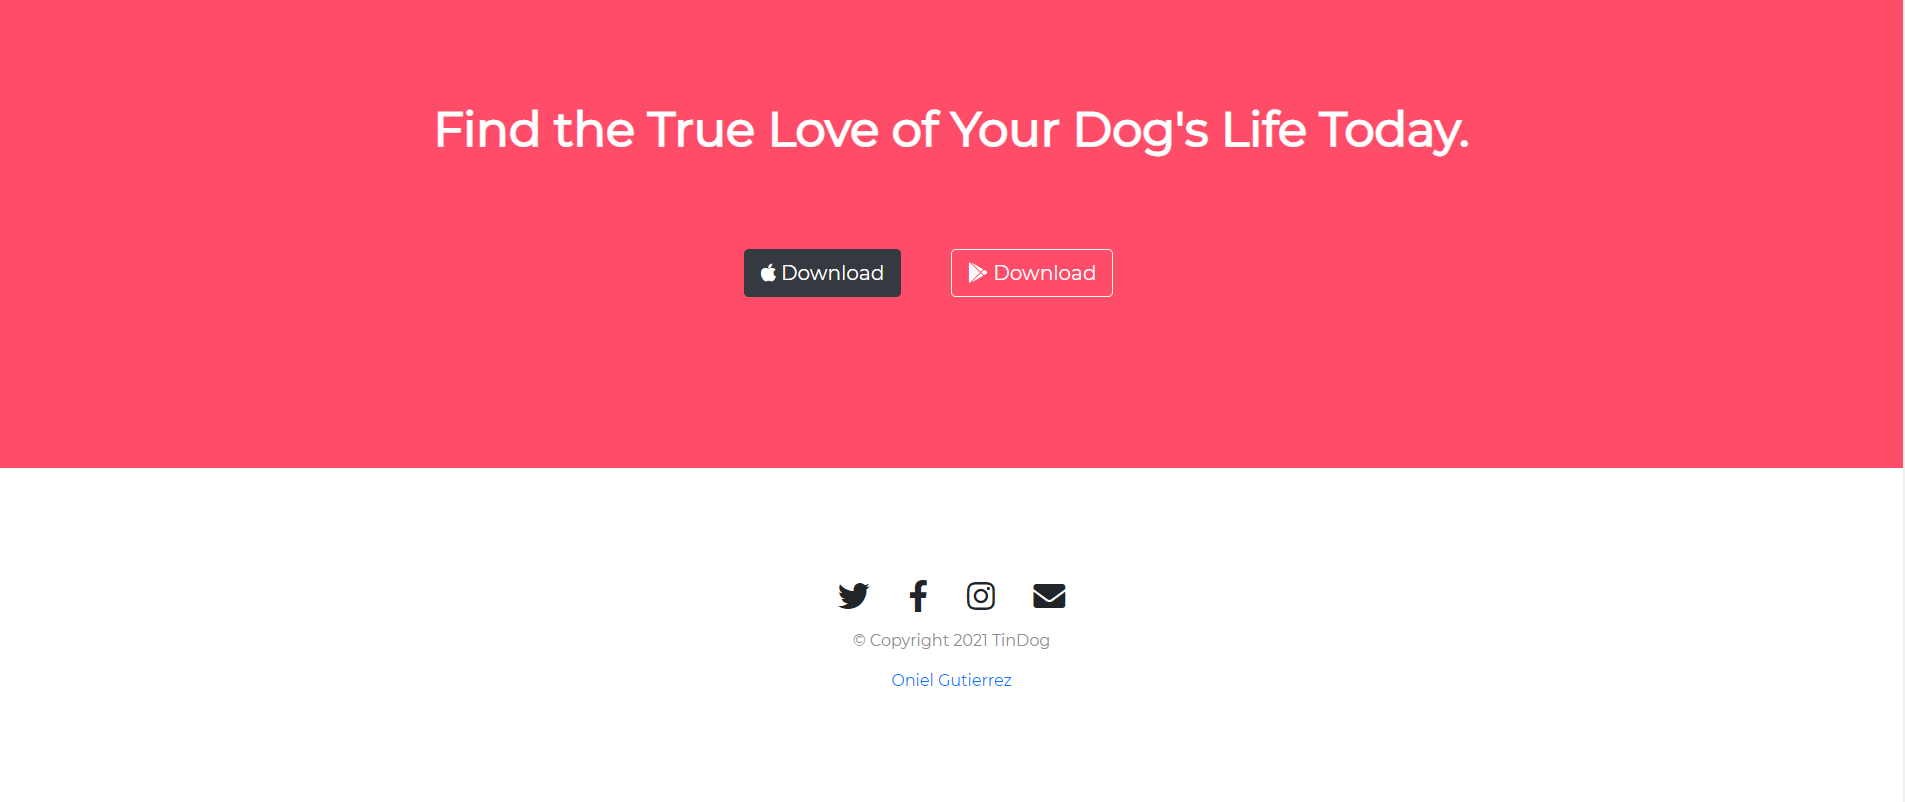 Find the True Love of Your Dog's Life Today.
Download Download
© Copyright 2021 TinDog
Oniel Gutierrez